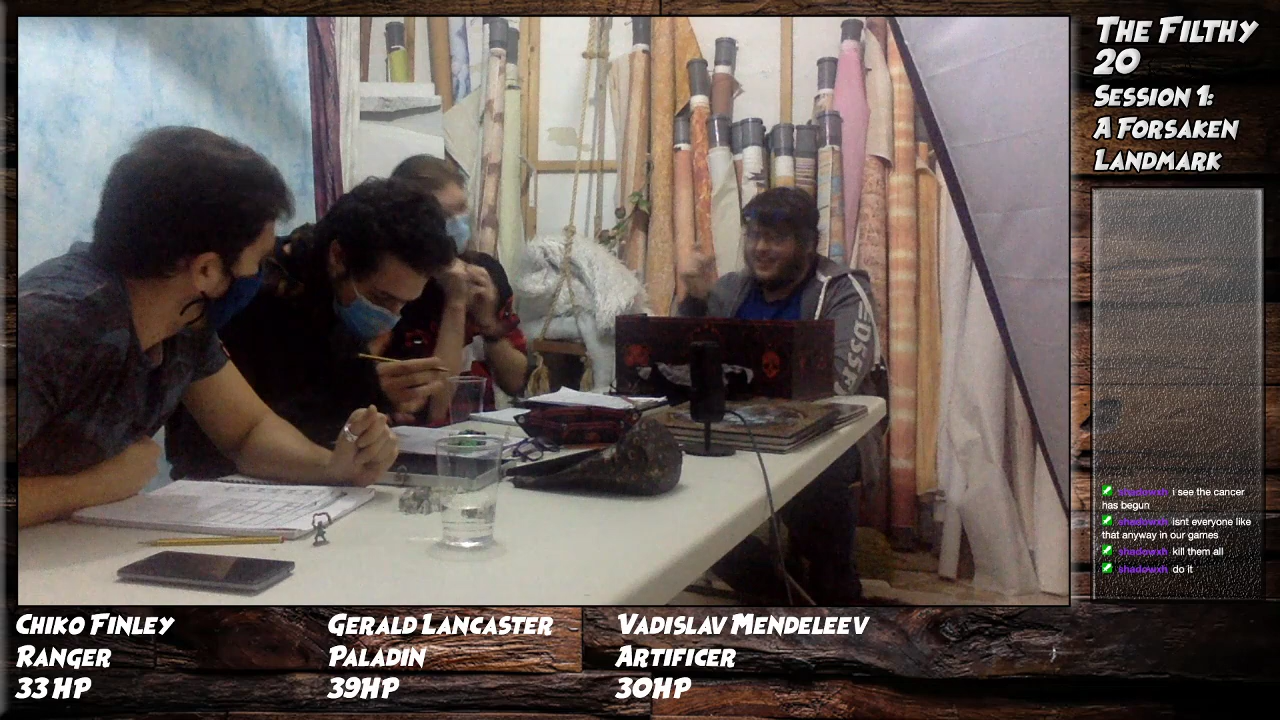 The Filthy
20
Session 1:
A Forsaken
Landmark
shadowxh i see the cancer
has begun
shadowxh isnt everyone like
that anyway in our games
shadowxh kill them all
shadowxh do it
Chiko Finley
Ranger
33 HP
Gerald Lancaster
Paladin
39HP
Vadislav Mendeleev
Artificer
30HP